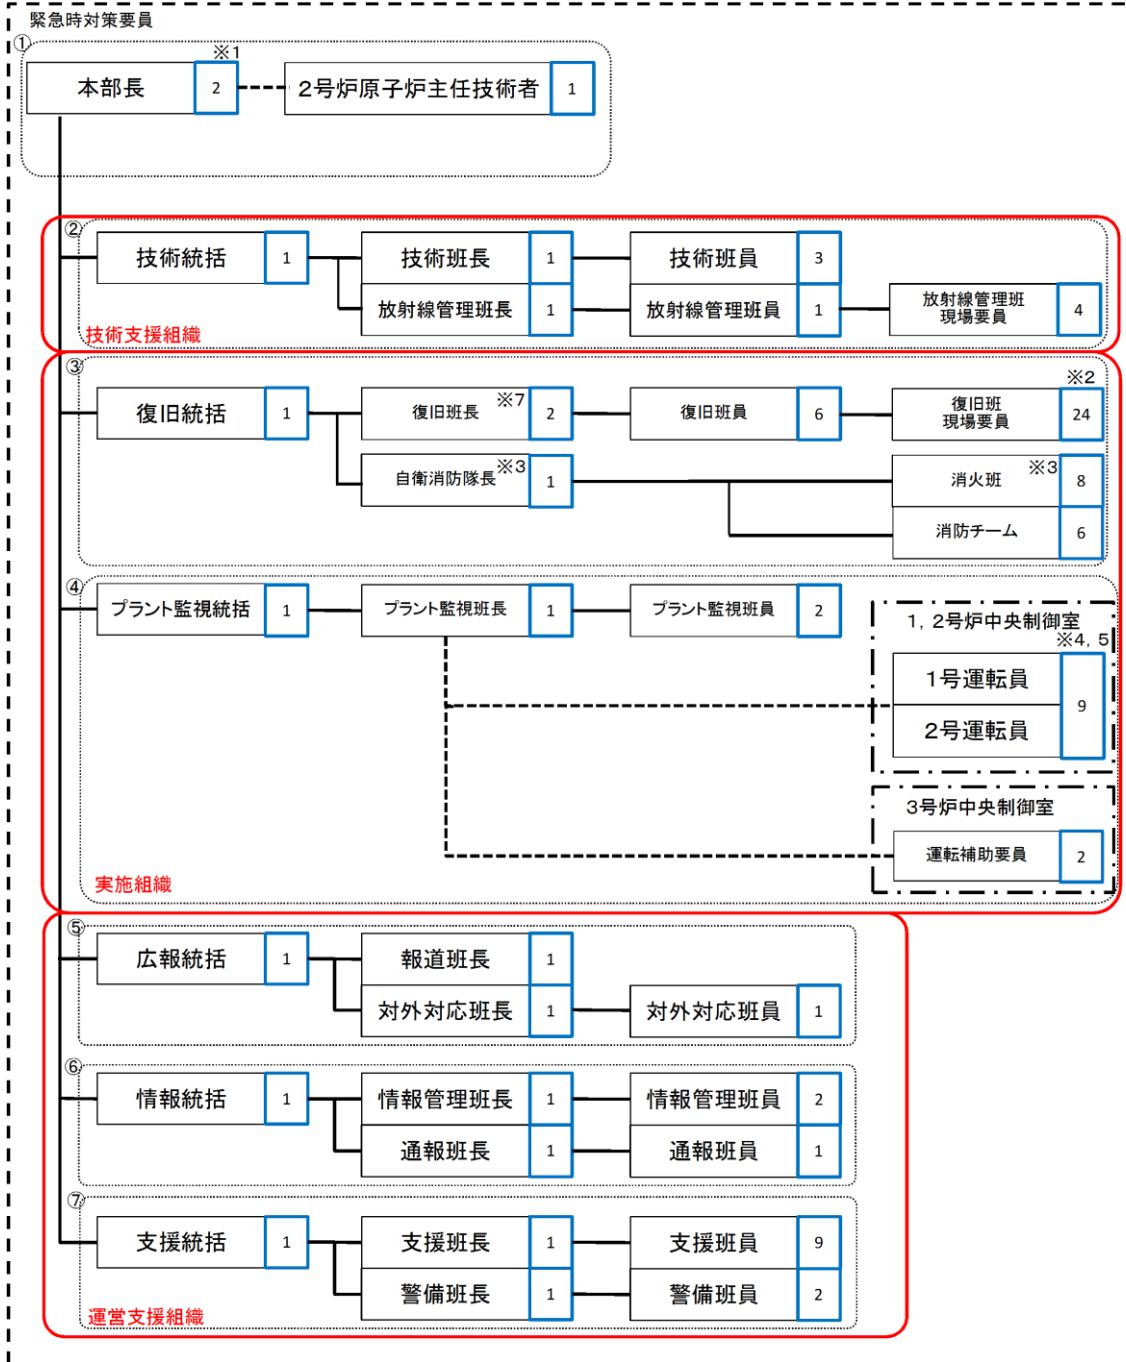 緊急時対策要員
①
※1
本部長 2
2号炉原子炉主任技術者 1
②
技術統括 1
技術班長 1
技術班員 3
放射線管理班長 1
放射線管理班員 1
放射線管理班
現場要員
4
技術支援組織
③
※2
復旧統括 1
復旧班長 ※7 2
復旧班員 6
復旧班
現場要員
24
自衛消防隊長 ※3 1
消火班 ※3 8
消防チーム 6
④
プラント監視統括 1
プラント監視班長 1
プラント監視班員 2
1,2号炉中央制御室
※4,5
1号運転員
9
2号運転員
3号炉中央制御室
運転補助要員 2
実施組織
⑤
広報統括 1
報道班長 1
対外対応班長 1
対外対応班員 1
⑥
情報統括 1
情報管理班長 1
情報管理班員 2
通報班長 1
通報班員 1
⑦
支援統括 1
支援班長 1
支援班員 9
警備班長 1
警備班員 2
運営支援組織